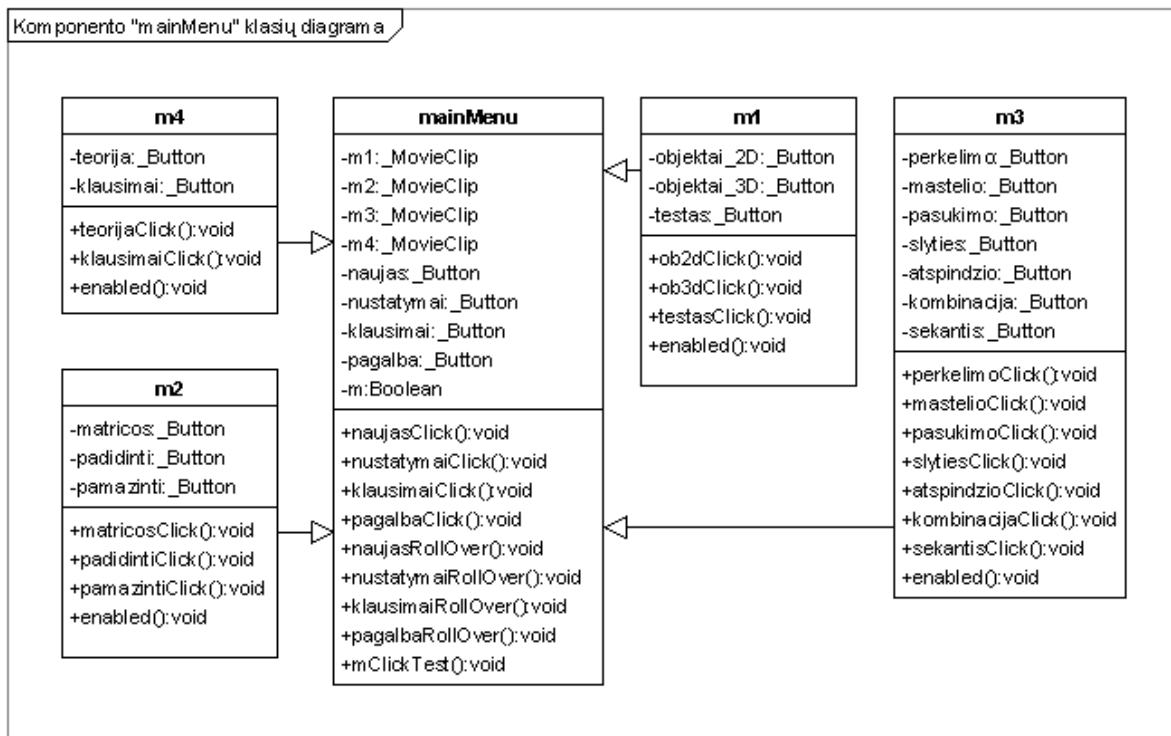 Komponento "mainMenu" klasių diagrama
m4
-teorija:_Button
-klausimai:_Button
+teorijaClick():void
+klausimaiClick():void
+enabled():void
m2
-matricos:_Button
-padidinti:_Button
-pamazinti:_Button
+matricosClick():void
+padidintiClick():void
+pamazintiClick():void
+enabled():void
mainMenu
-m1:_MovieClip
-m2:_MovieClip
-m3:_MovieClip
-m4:_MovieClip
-naujas:_Button
-nustatymai:_Button
-klausimai:_Button
-pagalba:_Button
-m:Boolean
+naujasClick():void
+nustatymaiClick():void
+klausimaiClick():void
+pagalbaClick():void
+naujasRollOver():void
+nustatymaiRollOver():void
+klausimaiRollOver():void
+pagalbaRollOver():void
+mClickTest():void
m1
-objektai_2D:_Button
-objektai_3D:_Button
-testas:_Button
+ob2dClick():void
+ob3dClick():void
+testasClick():void
+enabled():void
m3
-perkelimo:_Button
-mastelio:_Button
-pasukimo:_Button
-slyties:_Button
-atspindzio:_Button
-kombinacija:_Button
-sekantis:_Button
+perkelimoClick():void
+mastelioClick():void
+pasukimoClick():void
+slytiesClick():void
+atspindzioClick():void
+kombinacijaClick():void
+sekantisClick():void
+enabled():void